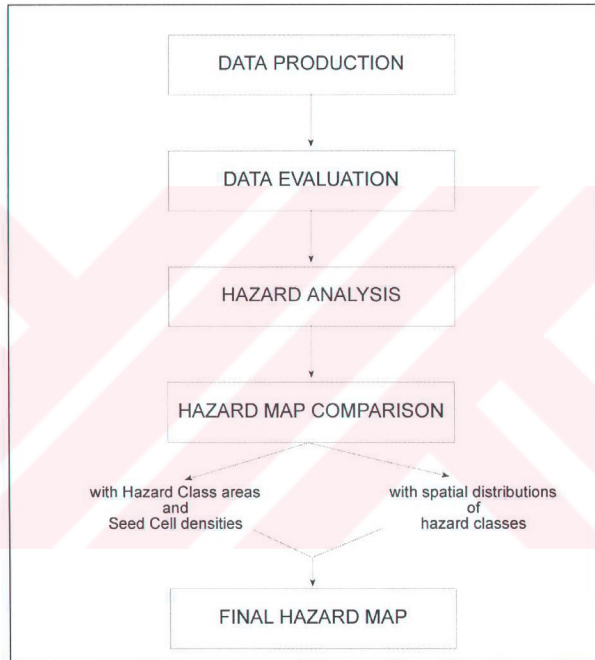 DATA PRODUCTION
DATA EVALUATION
HAZARD ANALYSIS
HAZARD MAP COMPARISON
with Hazard Class areas
and
Seed Cell densities
with spatial distributions
of
hazard classes
FINAL HAZARD MAP